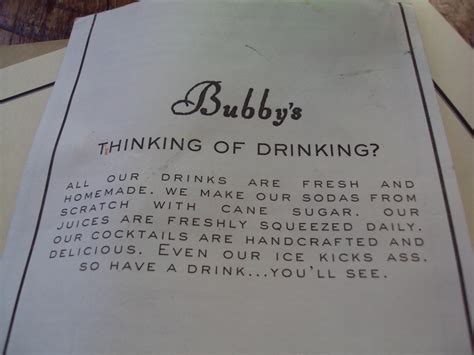 Bubby's
THINKING OF DRINKING?
ALL OUR DRINKS ARE FRESH AND
HOMEMADE. WE MAKE OUR SODAS FROM
SCRATCH WITH CANE SUGAR. OUR
JUICES ARE FRESHLY SQUEEZED DAILY.
OUR COCKTAILS ARE HANDCRAFTED AND
DELICIOUS. EVEN OUR ICE KICKS ASS.
SO HAVE A DRINK...YOU'LL SEE.